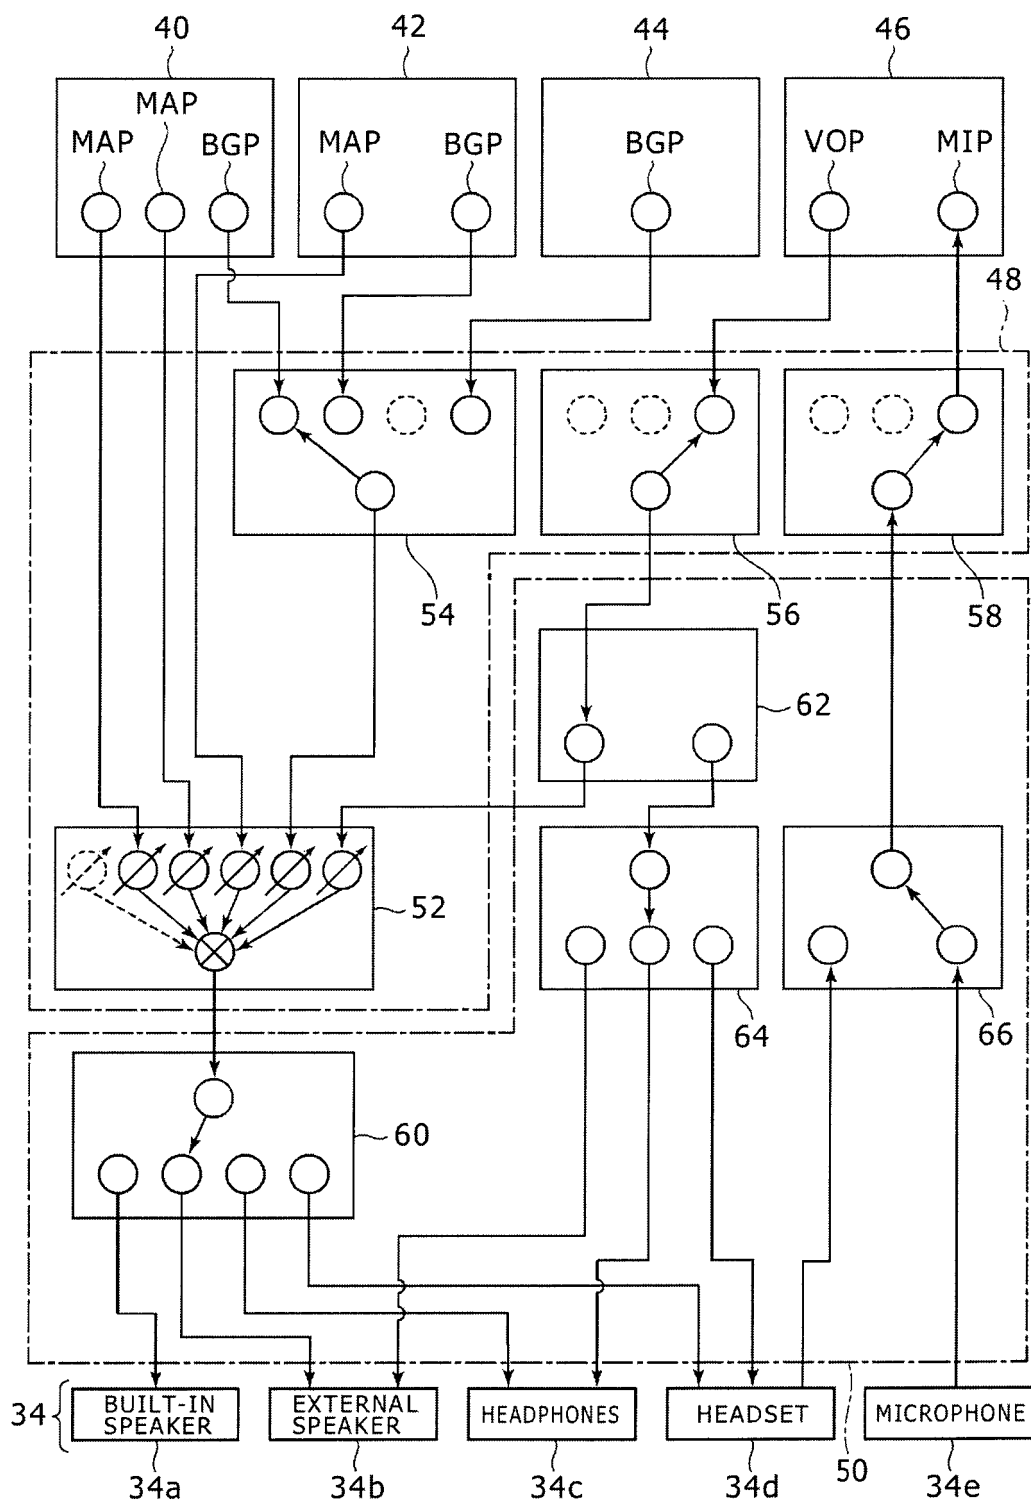 40 42 44 46
MAP
MAP BGP MAP BGP BGP VOP MIP
48
54 56 58
62
52
64 66
60
34
BUILT-IN SPEAKER
EXTERNAL SPEAKER
HEADPHONES
HEADSET
MICROPHONE
34a 34b 34c 34d 50 34e